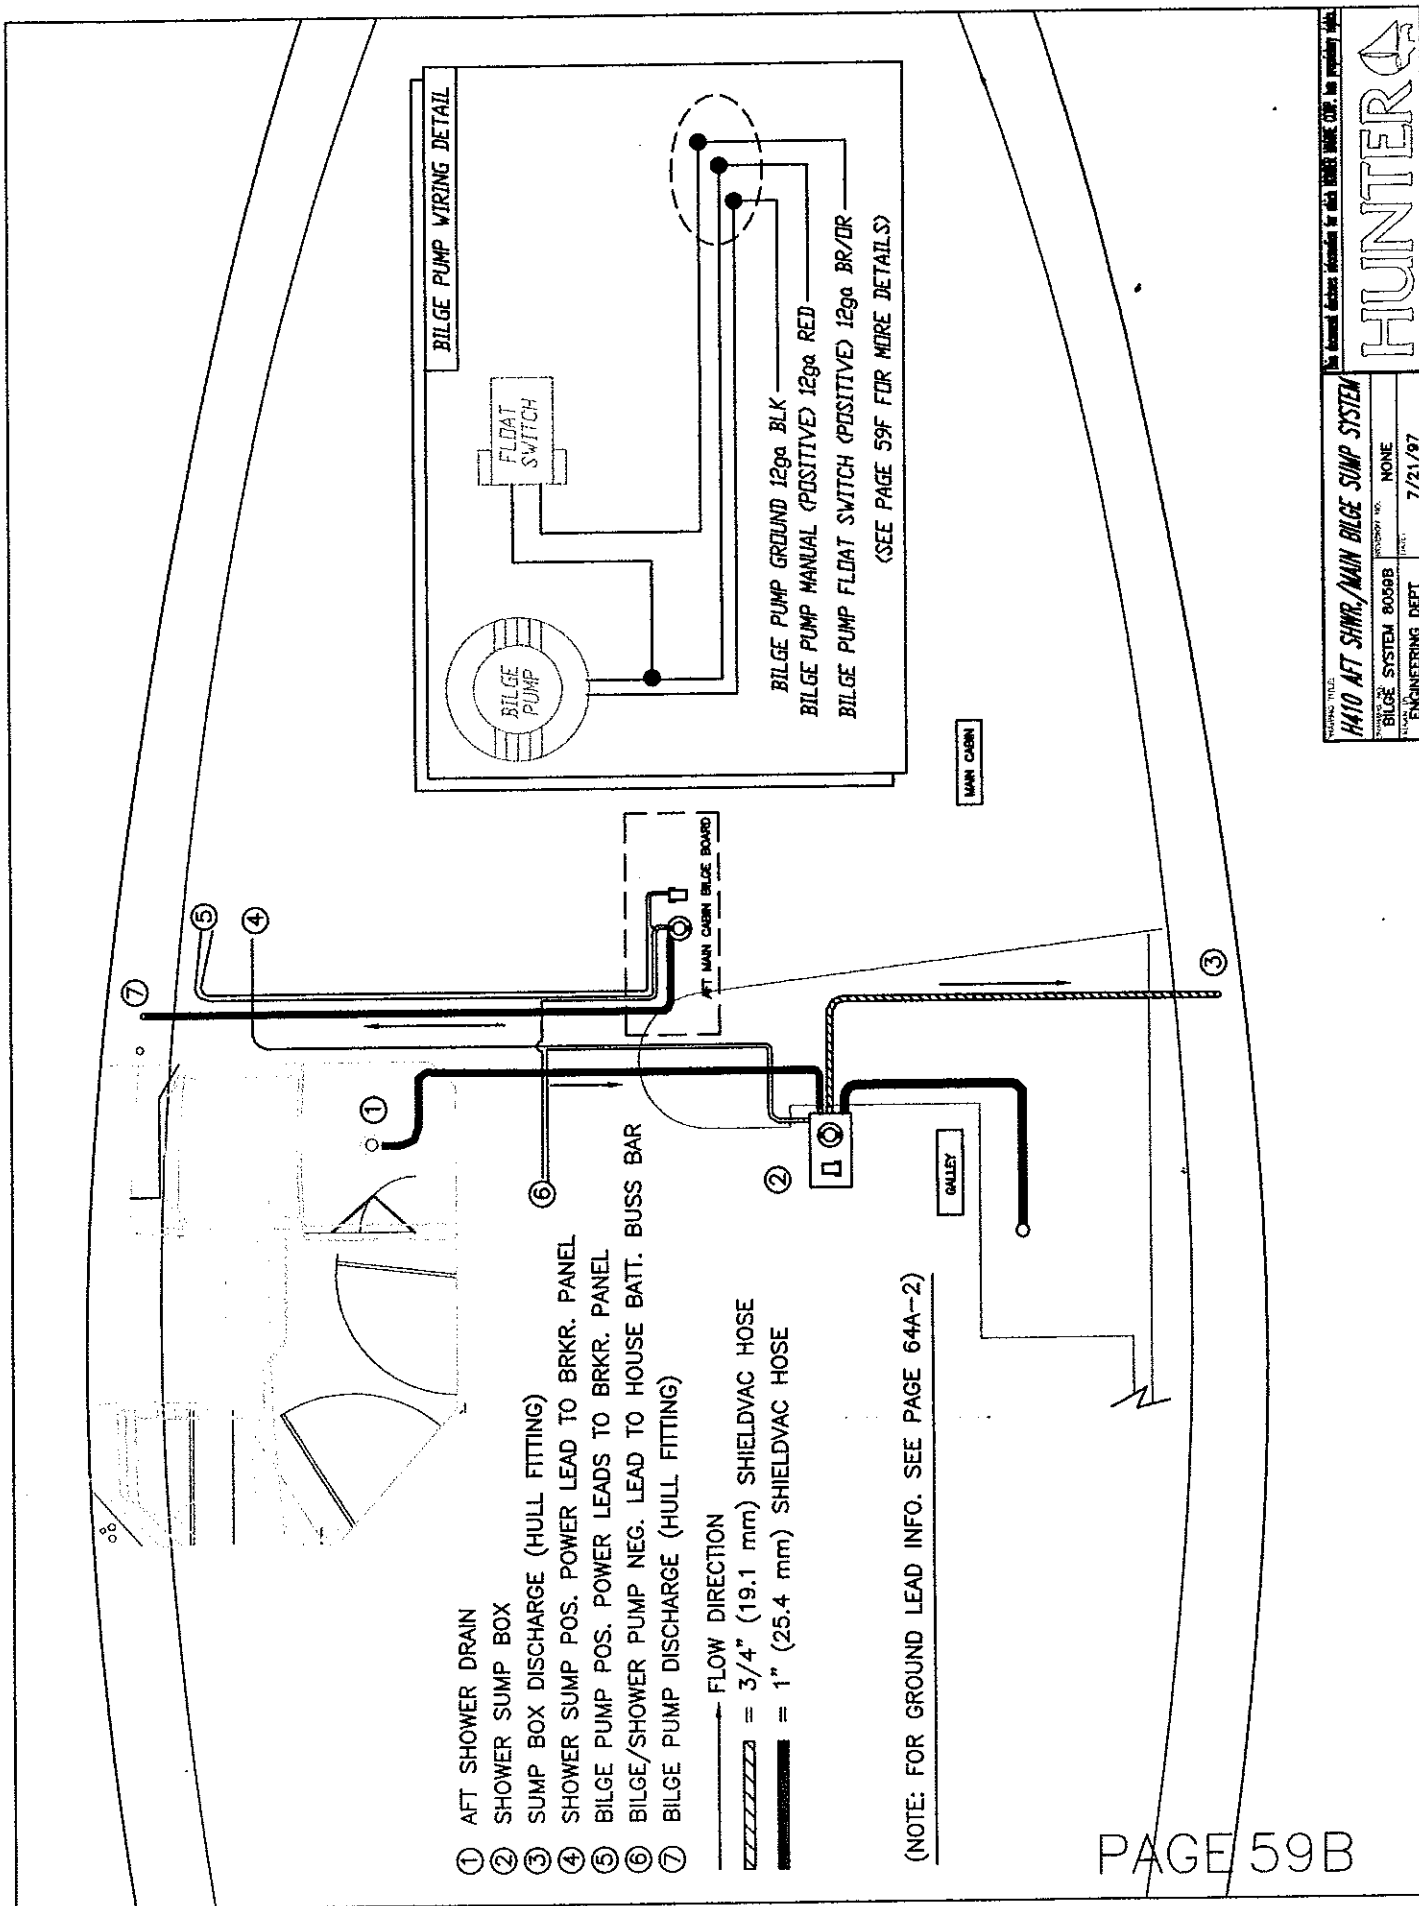 BILGE PUMP WIRING DETAIL
FLOAT
SWITCH
BILGE
PUMP
BILGE PUMP GROUND 12ga BLK
BILGE PUMP MANUAL (POSITIVE) 12ga RED
BILGE PUMP FLOAT SWITCH (POSITIVE) 12ga BR/OR
(SEE PAGE 59F FOR MORE DETAILS)
7
5
4
1
6
2
3
AFT MAIN CABIN BILGE BOARD
MAIN CABIN
GALLEY
1 AFT SHOWER DRAIN
2 SHOWER SUMP BOX
3 SUMP BOX DISCHARGE (HULL FITTING)
4 SHOWER SUMP POS. POWER LEAD TO BRKR. PANEL
5 BILGE PUMP POS. POWER LEADS TO BRKR. PANEL
6 BILGE/SHOWER PUMP NEG. LEAD TO HOUSE BATT. BUSS BAR
7 BILGE PUMP DISCHARGE (HULL FITTING)
FLOW DIRECTION
= 3/4" (19.1 mm) SHIELDVAC HOSE
= 1" (25.4 mm) SHIELDVAC HOSE
(NOTE: FOR GROUND LEAD INFO. SEE PAGE 64A-2)
H410 AFT SHWR./MAIN BILGE SUMP SYSTEM
BILGE SYSTEM 8059B
NONE
ENGINEERING DEPT
7/21/97
HUNTER
PAGE 59B